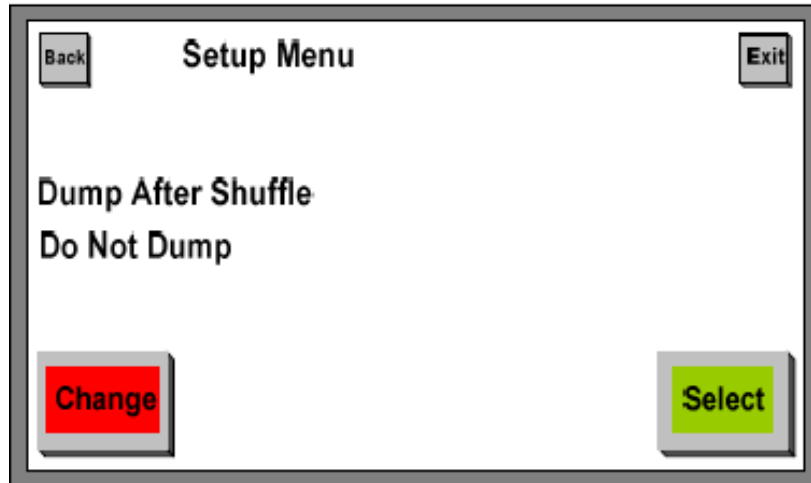 Back Setup Menu Exit
Dump After Shuffle
Do Not Dump
Change Select